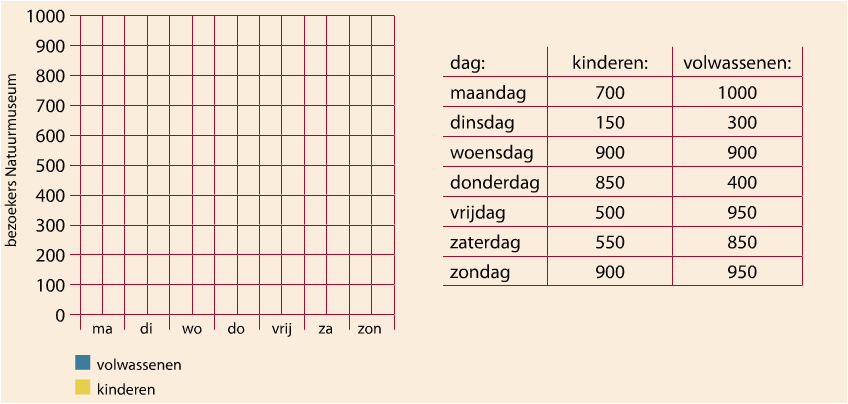 bezoekers Natuurmuseum
1000
900
800
700
600
500
400
300
200
100
0
ma di wo do vrij za zon
volwassenen
kinderen
dag: kinderen: volwassenen:
maandag 700 1000
dinsdag 150 300
woensdag 900 900
donderdag 850 400
vrijdag 500 950
zaterdag 550 850
zondag 900 950